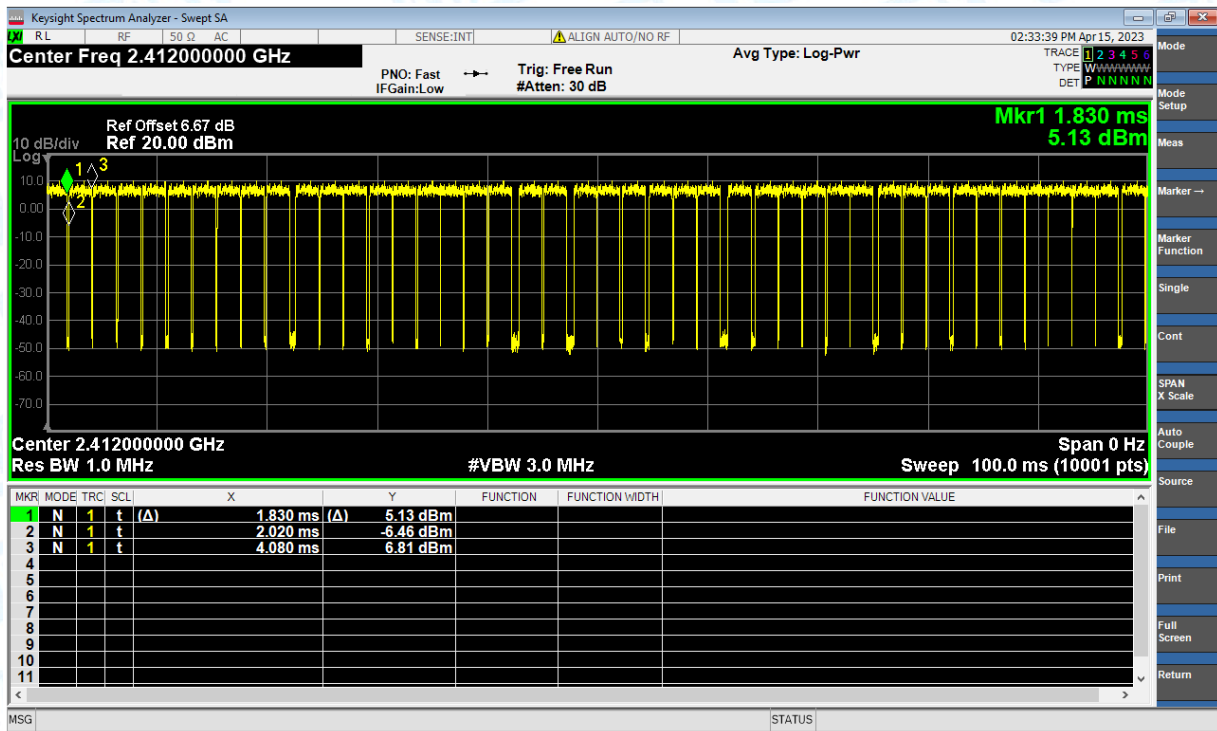 Keysight Spectrum Analyzer - Swept SA
LXI RL RF 50 Ω AC SENSE:INT ALIGN AUTO/NO RF 02:33:39 PM Apr 15, 2023
Center Freq 2.412000000 GHz Avg Type: Log-Pwr TRACE 1 2 3 4 5 6
PNO: Fast Trig: Free Run TYPE WWWWWW
IFGain:Low #Atten: 30 dB DET P N N N N N
Mkr1 1.830 ms
Ref Offset 6.67 dB
10 dB/div Ref 20.00 dBm 5.13 dBm
Log
1 3
10.0
2
0.00
-10.0
-20.0
-30.0
-40.0
-50.0
-60.0
-70.0
Center 2.412000000 GHz Span 0 Hz
Res BW 1.0 MHz #VBW 3.0 MHz Sweep 100.0 ms (10001 pts)
MKR MODE TRC SCL X Y FUNCTION FUNCTION WIDTH FUNCTION VALUE
1 N 1 t (Δ) 1.830 ms (Δ) 5.13 dBm
2 N 1 t 2.020 ms -6.46 dBm
3 N 1 t 4.080 ms 6.81 dBm
4
5
6
7
8
9
10
11
MSG STATUS
Mode
Mode
Setup
Meas
Marker→
Marker
Function
Single
Cont
SPAN
X Scale
Auto
Couple
Source
File
Print
Full
Screen
Return